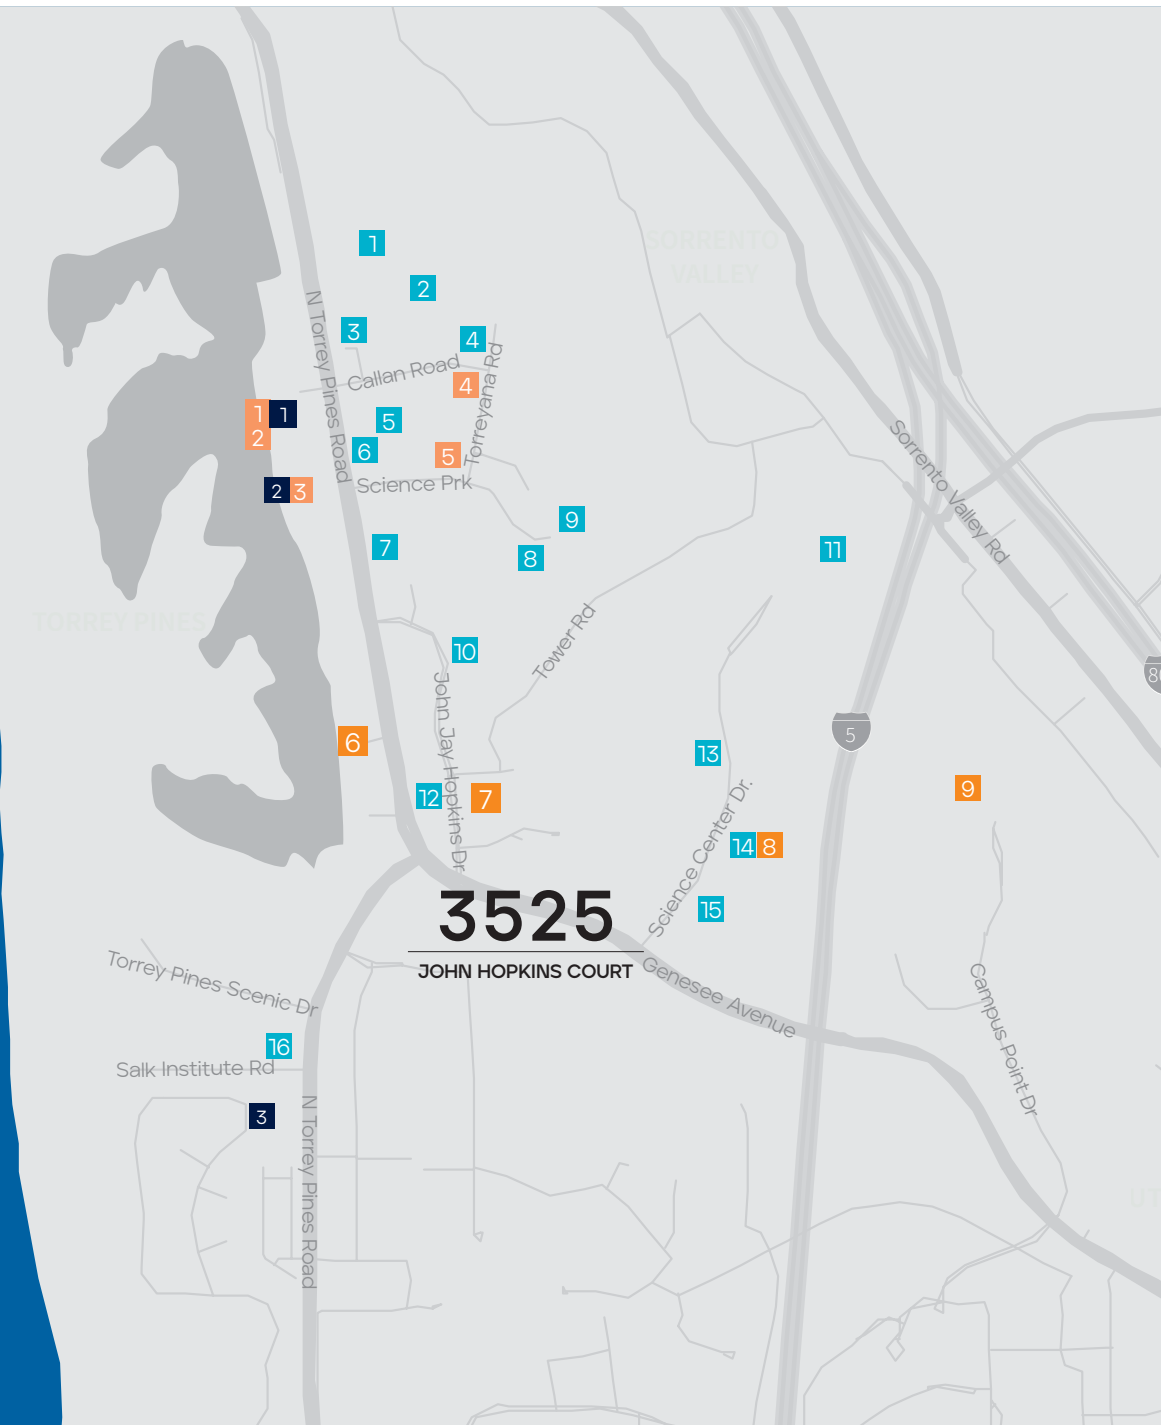 SORRENTO
VALLEY
1
2
N Torrey Pines Road
3
4
Callan Road
Torreyana Rd
4
1
1
2
5
6
5
Science Prk
2
3
Sorrento Valley Rd
9
7
8
11
TORREY PINES
Tower Rd
10
John Jay Hopkins Dr
6
13
5
12
7
9
Science Center Dr.
14
8
15
3525
JOHN HOPKINS COURT
Genesee Avenue
Torrey Pines Scenic Dr
Campus Point Dr
16
Salk Institute Rd
3
N Torrey Pines Road